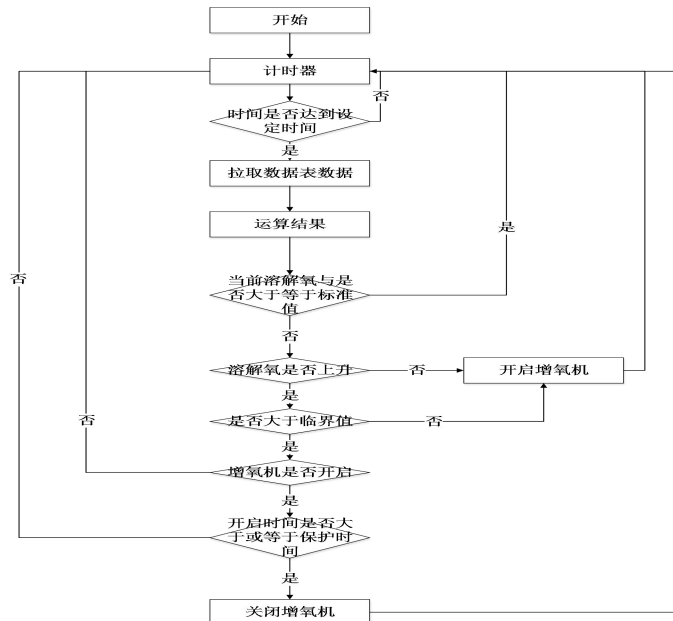 开始
计时器
否
时间是否达到设
定时间
是
拉取数据表数据
运算结果
是
否
当前溶解氧与是
否大于等于标准
值
否
溶解氧是否上升
否
开启增氧机
是
否
是否大于临界值
否
是
增氧机是否开启
是
开启时间是否大
于或等于保护时
间
是
关闭增氧机